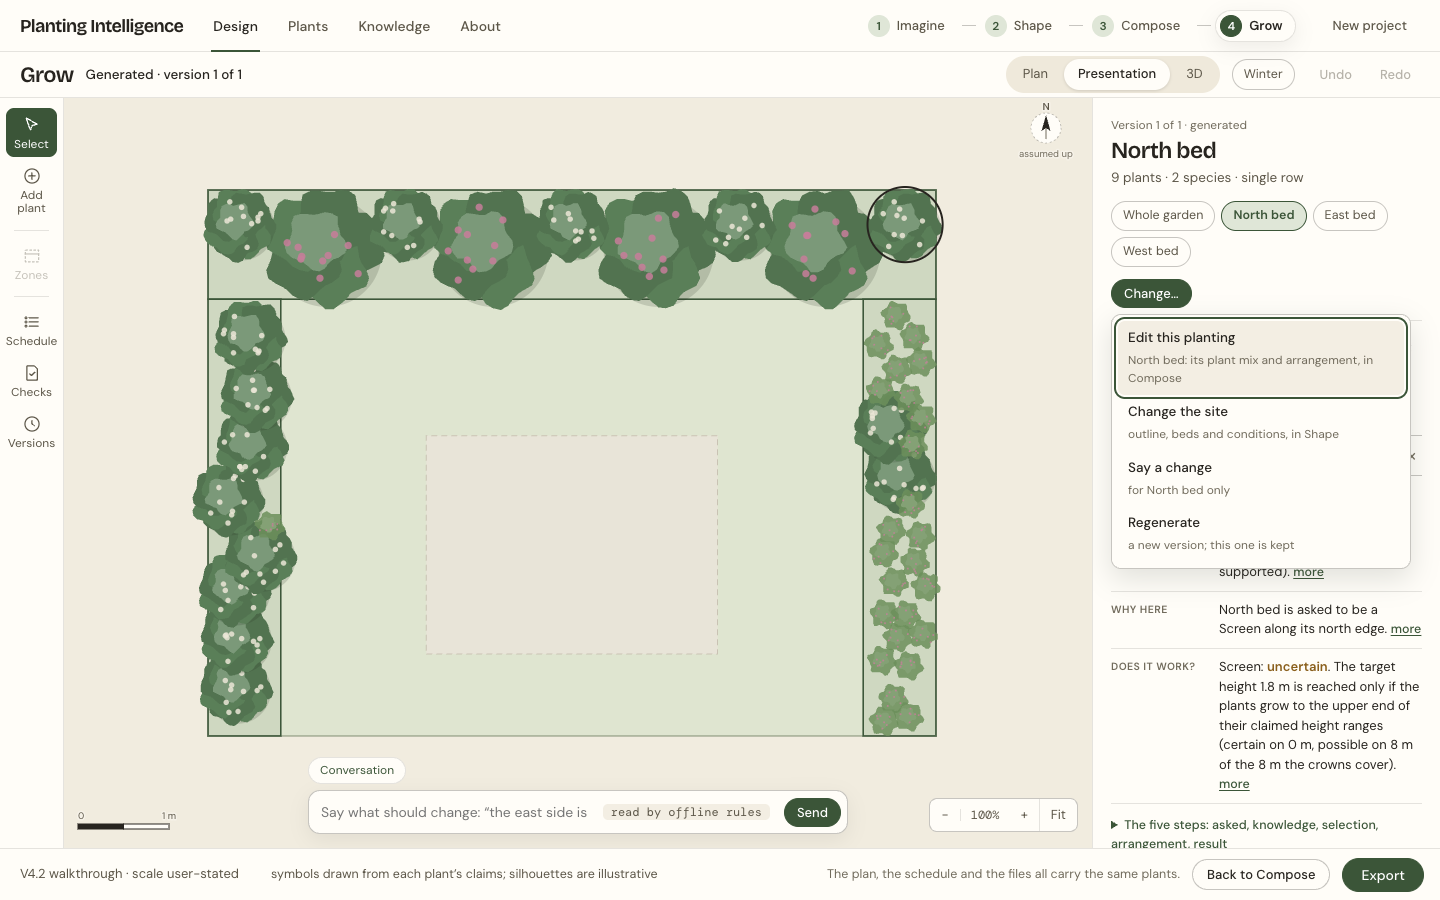 Planting Intelligence
Design
Plants
Knowledge
About
1 Imagine
2 Shape
3 Compose
4 Grow
New project
Grow
Generated · version 1 of 1
Plan
Presentation
3D
Winter
Undo
Redo
Select
Add
plant
Zones
Schedule
Checks
Versions
N
assumed up
Version 1 of 1 · generated
North bed
9 plants · 2 species · single row
Whole garden
North bed
East bed
West bed
Change…
Edit this planting
North bed: its plant mix and arrangement, in
Compose
Change the site
outline, beds and conditions, in Shape
Say a change
for North bed only
Regenerate
a new version; this one is kept
supported). more
WHY HERE
North bed is asked to be a
Screen along its north edge. more
DOES IT WORK?
Screen: uncertain. The target
height 1.8 m is reached only if the
plants grow to the upper end of
their claimed height ranges
(certain on 0 m, possible on 8 m
of the 8 m the crowns cover).
more
The five steps: asked, knowledge, selection,
arrangement, result
Conversation
Say what should change: “the east side is
read by offline rules
Send
0
1 m
− 100% +
Fit
V4.2 walkthrough · scale user-stated
symbols drawn from each plant’s claims; silhouettes are illustrative
The plan, the schedule and the files all carry the same plants.
Back to Compose
Export